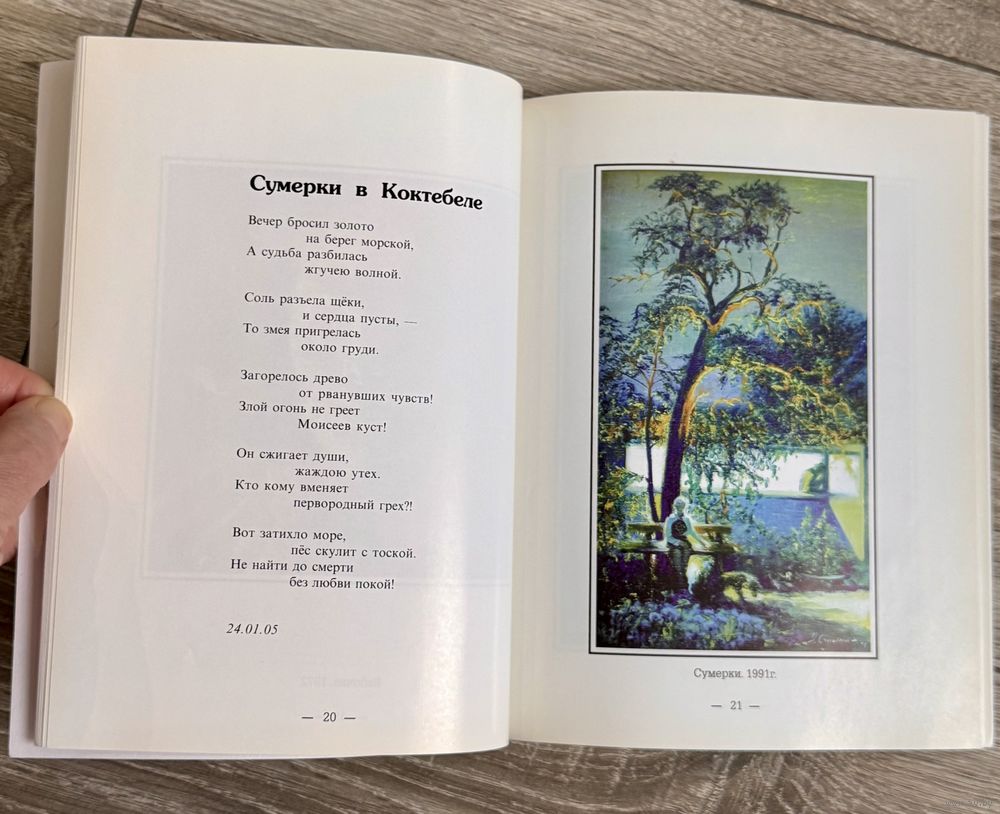 Сумерки в Коктебеле
Вечер бросил золото
на берег морской,
А судьба разбилась
жгучею волной.
Соль разъела щёки,
и сердца пусты, —
То змея пригрелась
около груди.
Загорелось древо
от рванувших чувств!
Злой огонь не греет
Моисеев куст!
Он сжигает души,
жаждою утех.
Кто кому вменяет
первородный грех?!
Вот затихло море,
пёс скулит с тоской.
Не найти до смерти
без любви покой!
24.01.05
— 20 —
Сумерки. 1991г.
— 21 —